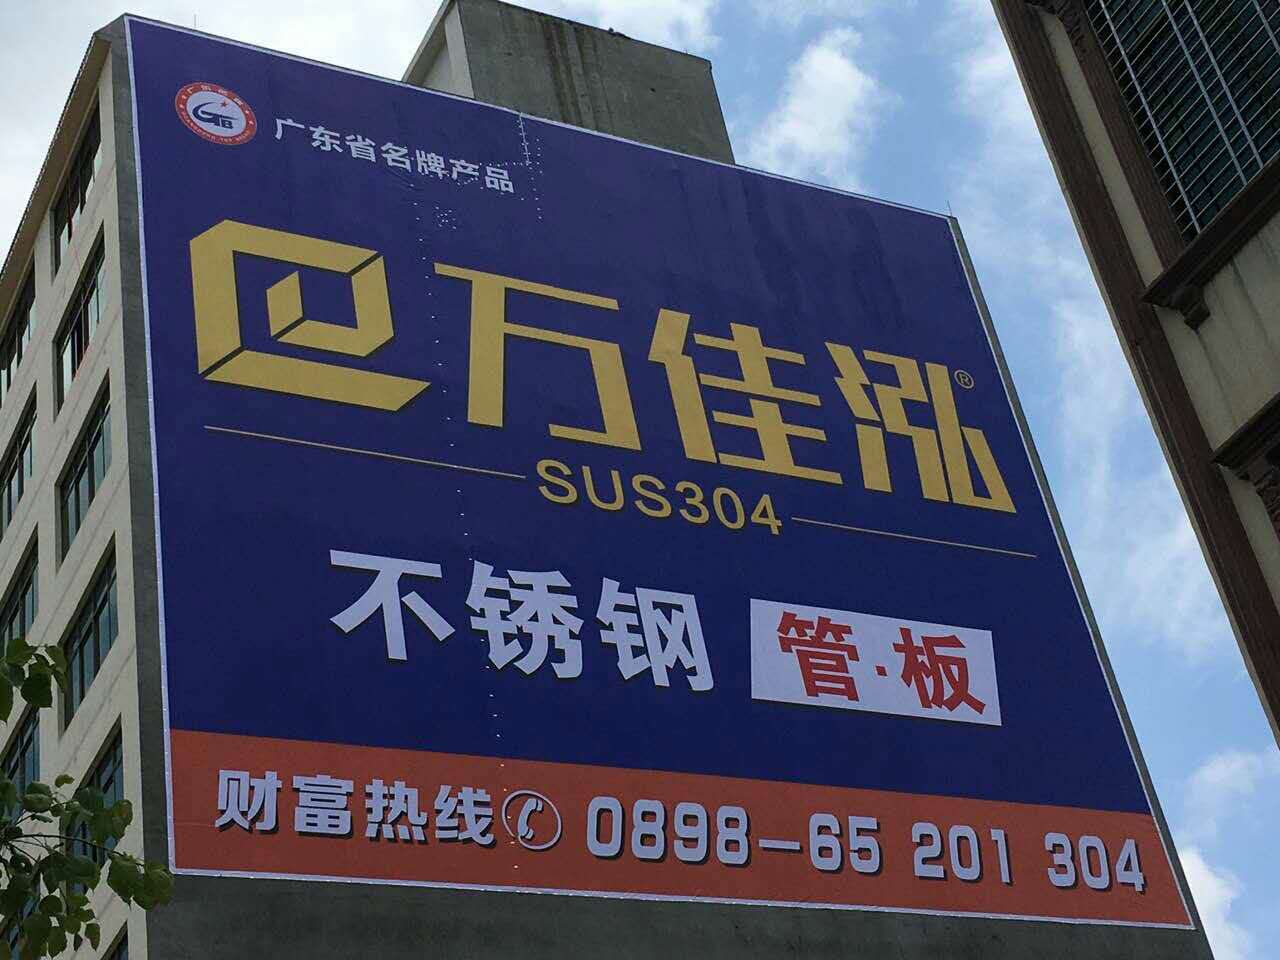 广东省名牌产品
万佳泓®
SUS304
不锈钢 管·板
财富热线 0898-65 201 304